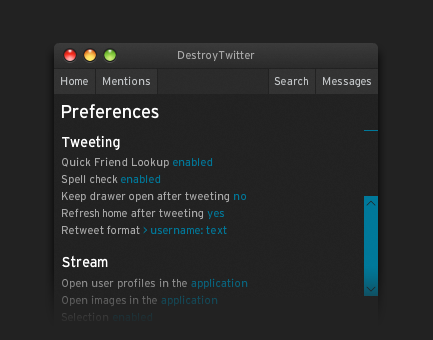 DestroyTwitter
Home Mentions Search Messages
Preferences
Tweeting
Quick Friend Lookup enabled
Spell check enabled
Keep drawer open after tweeting no
Refresh home after tweeting yes
Retweet format > username: text
Stream
Open user profiles in the application
Open images in the application
Selection enabled